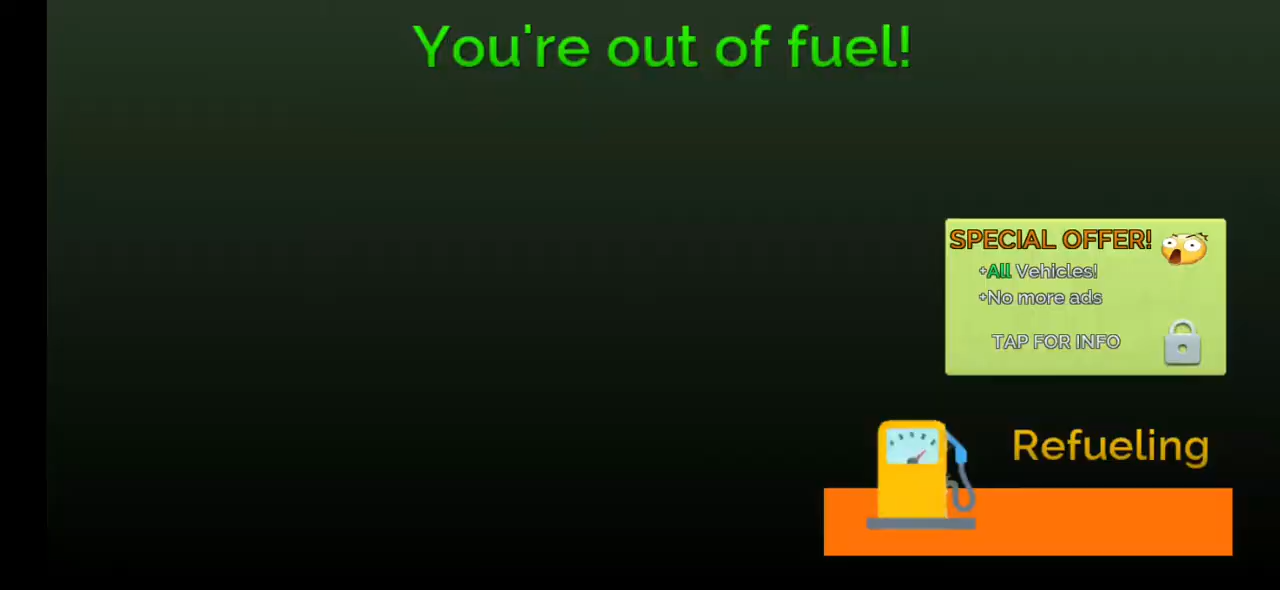 You're out of fuel!
SPECIAL OFFER!
+All Vehicles!
+No more ads
TAP FOR INFO
Refueling